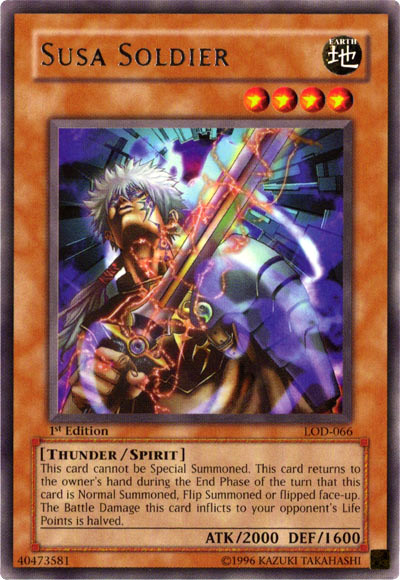 SUSA SOLDIER
EARTH
地
1st Edition
LOD-066
[THUNDER/SPIRIT]
This card cannot be Special Summoned. This card returns to
the owner's hand during the End Phase of the turn that this
card is Normal Summoned, Flip Summoned or flipped face-up.
The Battle Damage this card inflicts to your opponent's Life
Points is halved.
ATK/2000 DEF/1600
40473581
©1996 KAZUKI TAKAHASHI